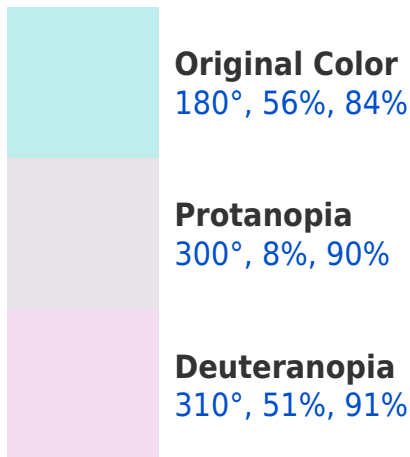 Original Color
180°, 56%, 84%
Protanopia
300°, 8%, 90%
Deuteranopia
310°, 51%, 91%